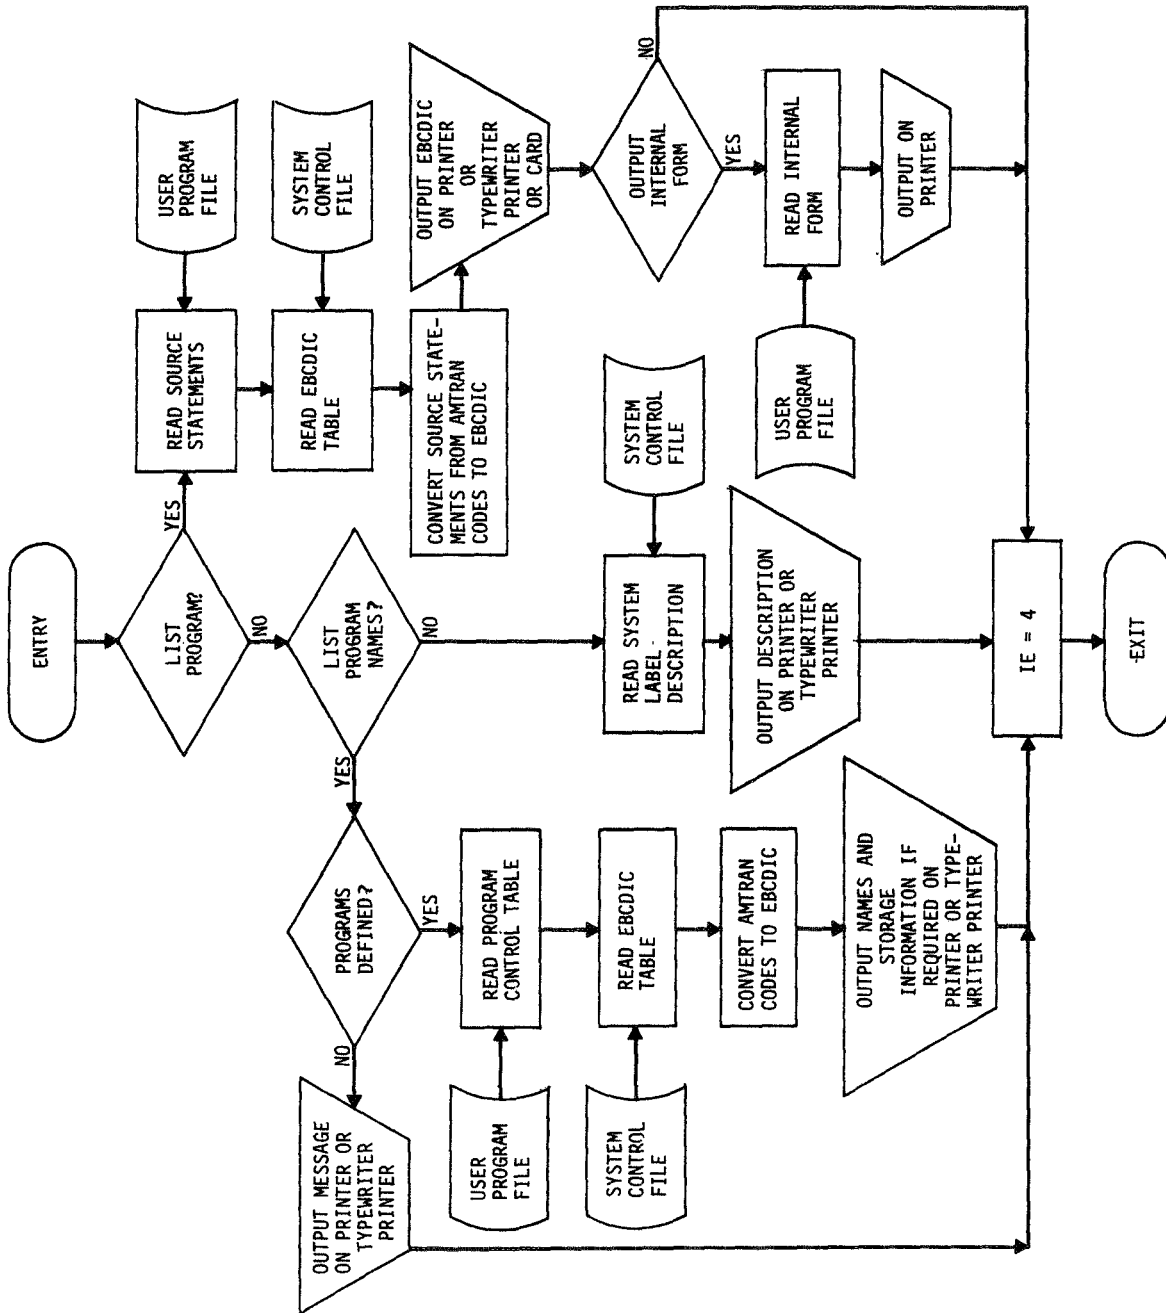 ENTRY
LIST
PROGRAM?
YES
NO
READ SOURCE
STATEMENTS
USER
PROGRAM
FILE
READ EBCDIC
TABLE
SYSTEM
CONTROL
FILE
CONVERT SOURCE STATE-
MENTS FROM AMTRAN
CODES TO EBCDIC
OUTPUT EBCDIC
ON PRINTER
OR
TYPEWRITER
PRINTER
OR CARD
OUTPUT
INTERNAL
FORM
NO
YES
READ INTERNAL
FORM
USER
PROGRAM
FILE
OUTPUT ON
PRINTER
LIST
PROGRAM
NAMES?
YES
NO
READ SYSTEM
LABEL
DESCRIPTION
SYSTEM
CONTROL
FILE
OUTPUT DESCRIPTION
ON PRINTER OR
TYPEWRITER
PRINTER
PROGRAMS
DEFINED?
NO
YES
OUTPUT MESSAGE
ON PRINTER OR
TYPEWRITER
PRINTER
READ PROGRAM
CONTROL TABLE
USER
PROGRAM
FILE
READ EBCDIC
TABLE
SYSTEM
CONTROL
FILE
CONVERT AMTRAN
CODES TO EBCDIC
OUTPUT NAMES AND
STORAGE
INFORMATION IF
REQUIRED ON
PRINTER OR TYPE-
WRITER PRINTER
IE = 4
EXIT